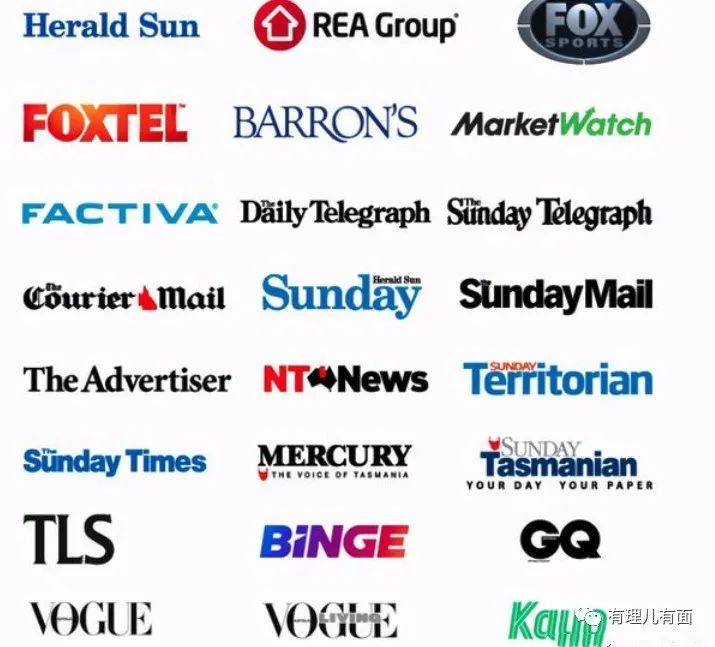 Herald Sun
REA Group
FOX
SPORTS
FOXTEL
BARRON'S
MarketWatch
FACTIVA
The Daily Telegraph
The Sunday Telegraph
The Courier Mail
Herald Sun
Sunday
The Sunday Mail
The Advertiser
NT News
SUNDAY
Territorian
The Sunday Times
MERCURY
THE VOICE OF TASMANIA
SUNDAY
Tasmanian
YOUR DAY YOUR PAPER
TLS
BiNGE
GQ
VOGUE
VOGUE
LIVING
有理儿有面